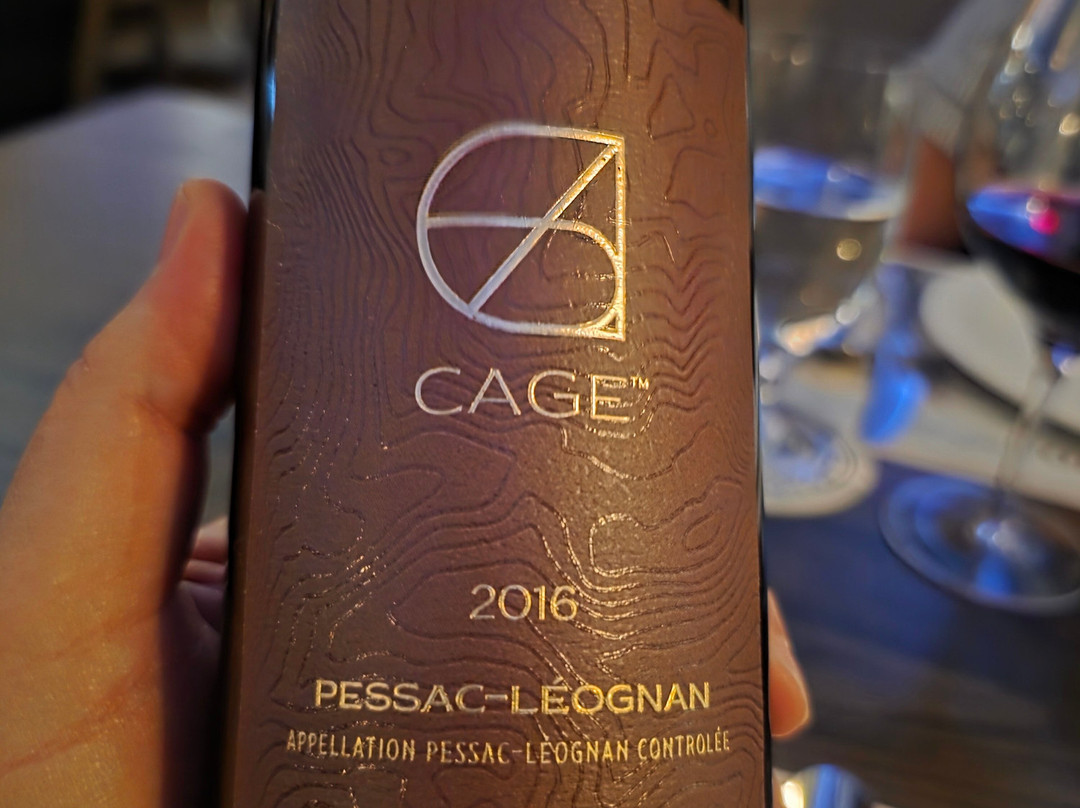 CAGE™
2016
PESSAC-LÉOGNAN
APPELLATION PESSAC-LÉOGNAN CONTROLÉE